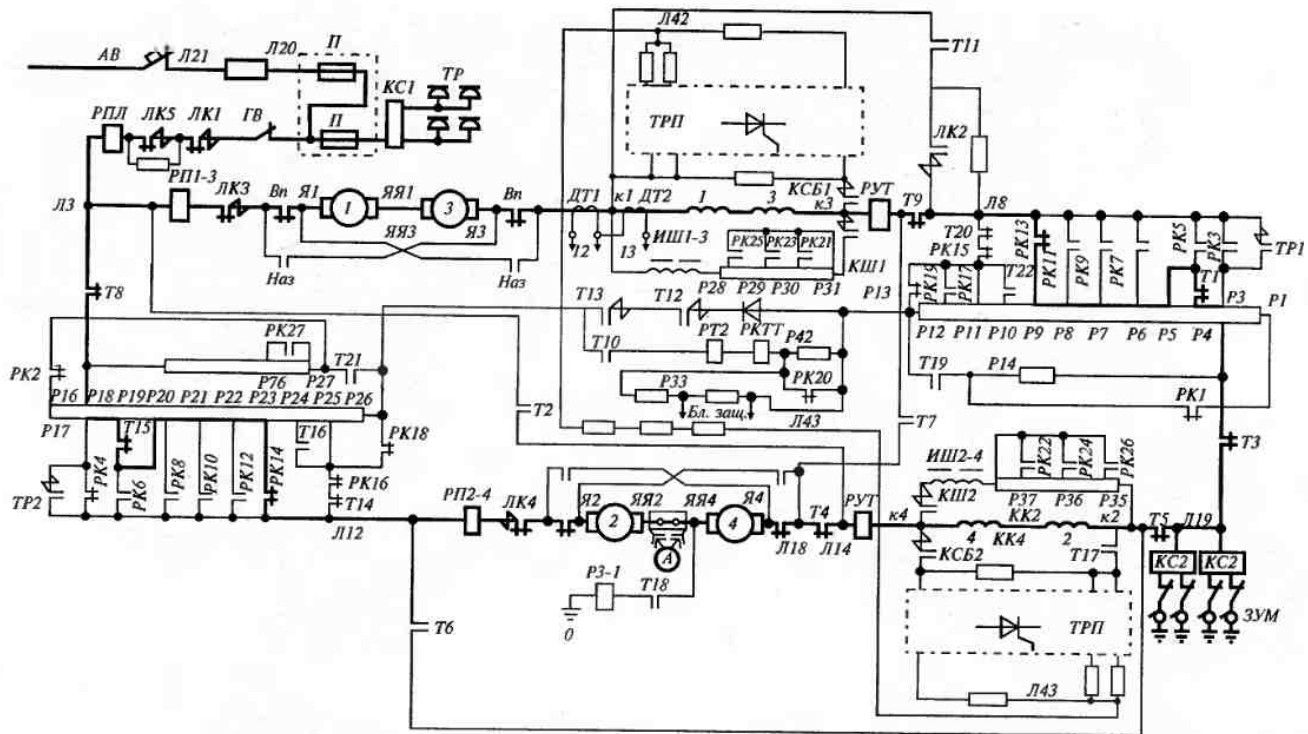 Л42
АВ
Л21
Л20
П
КС1
ТР
Т11
РПЛ
ЛК5
ЛК1
ГВ
П
ТРП
ЛК2
РП1-3
ЛК3
Вп
Я1
ЯЯ1
Вп
ДТ1
к1
ДТ2
1
3
КСБ1
к3
РУТ
Т9
Л8
Л3
1
3
ЯЯ3
Я3
12
13
ИШ1-3
РК25
РК23
РК21
КШ1
Т20
РК15
РК13
РК11
РК9
РК7
РК5
РК3
ТР1
Наз
Наз
Р28
Р29
Р30
Р31
Р13
РК19
РК17
Т22
Т1
Р3
Р1
Т8
Т13
Т12
РТ2
РКТТ
Р12
Р11
Р10
Р9
Р8
Р7
Р6
Р5
Р4
РК27
Т10
Р42
Т19
Р14
РК2
Р76
Р27
Т21
Р33
РК20
РК1
Р16
Р18
Р19
Р20
Р21
Р22
Р23
Р24
Р25
Р26
Т2
Бл. защ.
Л43
Т7
Р17
Т15
Т16
РК18
Т3
ТР2
РК4
РК6
РК8
РК10
РК12
РК14
РК16
Т14
ИШ2-4
РК22
РК24
РК26
КШ2
Р37
Р36
Р35
Л12
РП2-4
ЛК4
Я2
ЯЯ2
ЯЯ4
Я4
РУТ
к4
КК2
к2
Т5
Л19
2
4
Т4
Л18
Л14
4
КК4
2
КСБ2
Т17
КС2
КС2
А
РЗ-1
Т18
0
Т6
ТРП
ЗУМ
Л43